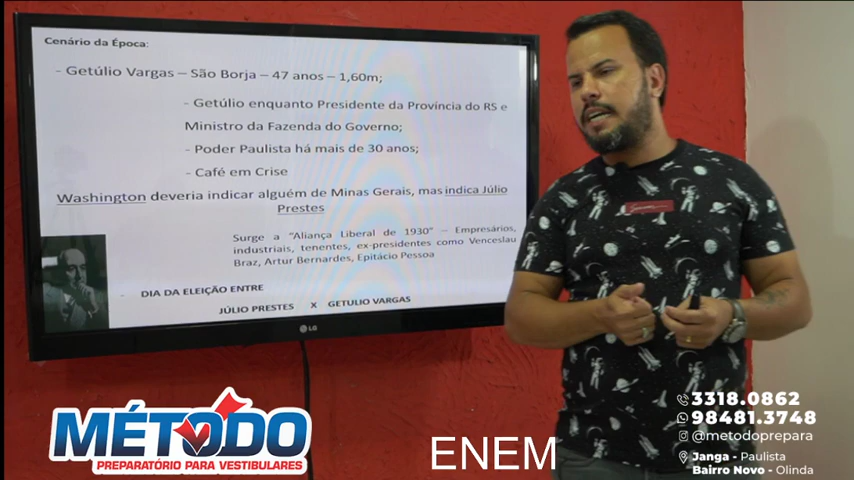 Cenário da Época:
- Getúlio Vargas – São Borja – 47 anos – 1,60m;
- Getúlio enquanto Presidente da Província do RS e
Ministro da Fazenda do Governo;
- Poder Paulista há mais de 30 anos;
- Café em Crise
Washington deveria indicar alguém de Minas Gerais, mas indica Júlio
Prestes
Surge a "Aliança Liberal de 1930" – Empresários,
industriais, tenentes, ex-presidentes como Venceslau
Braz, Artur Bernardes, Epitácio Pessoa
DIA DA ELEIÇÃO ENTRE
JÚLIO PRESTES X GETULIO VARGAS
LG
MÉTODO
PREPARATÓRIO PARA VESTIBULARES
ENEM
3318.0862
98481.3748
@metodoprepara
Janga - Paulista
Bairro Novo - Olinda